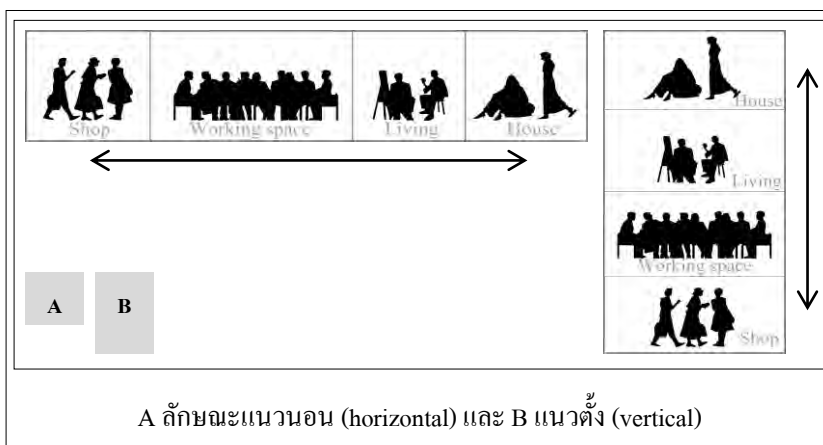 Shop
Working space
Living
House
House
Living
Working space
Shop
A
B
A ลักษณะแนวนอน (horizontal) และ B แนวตั้ง (vertical)